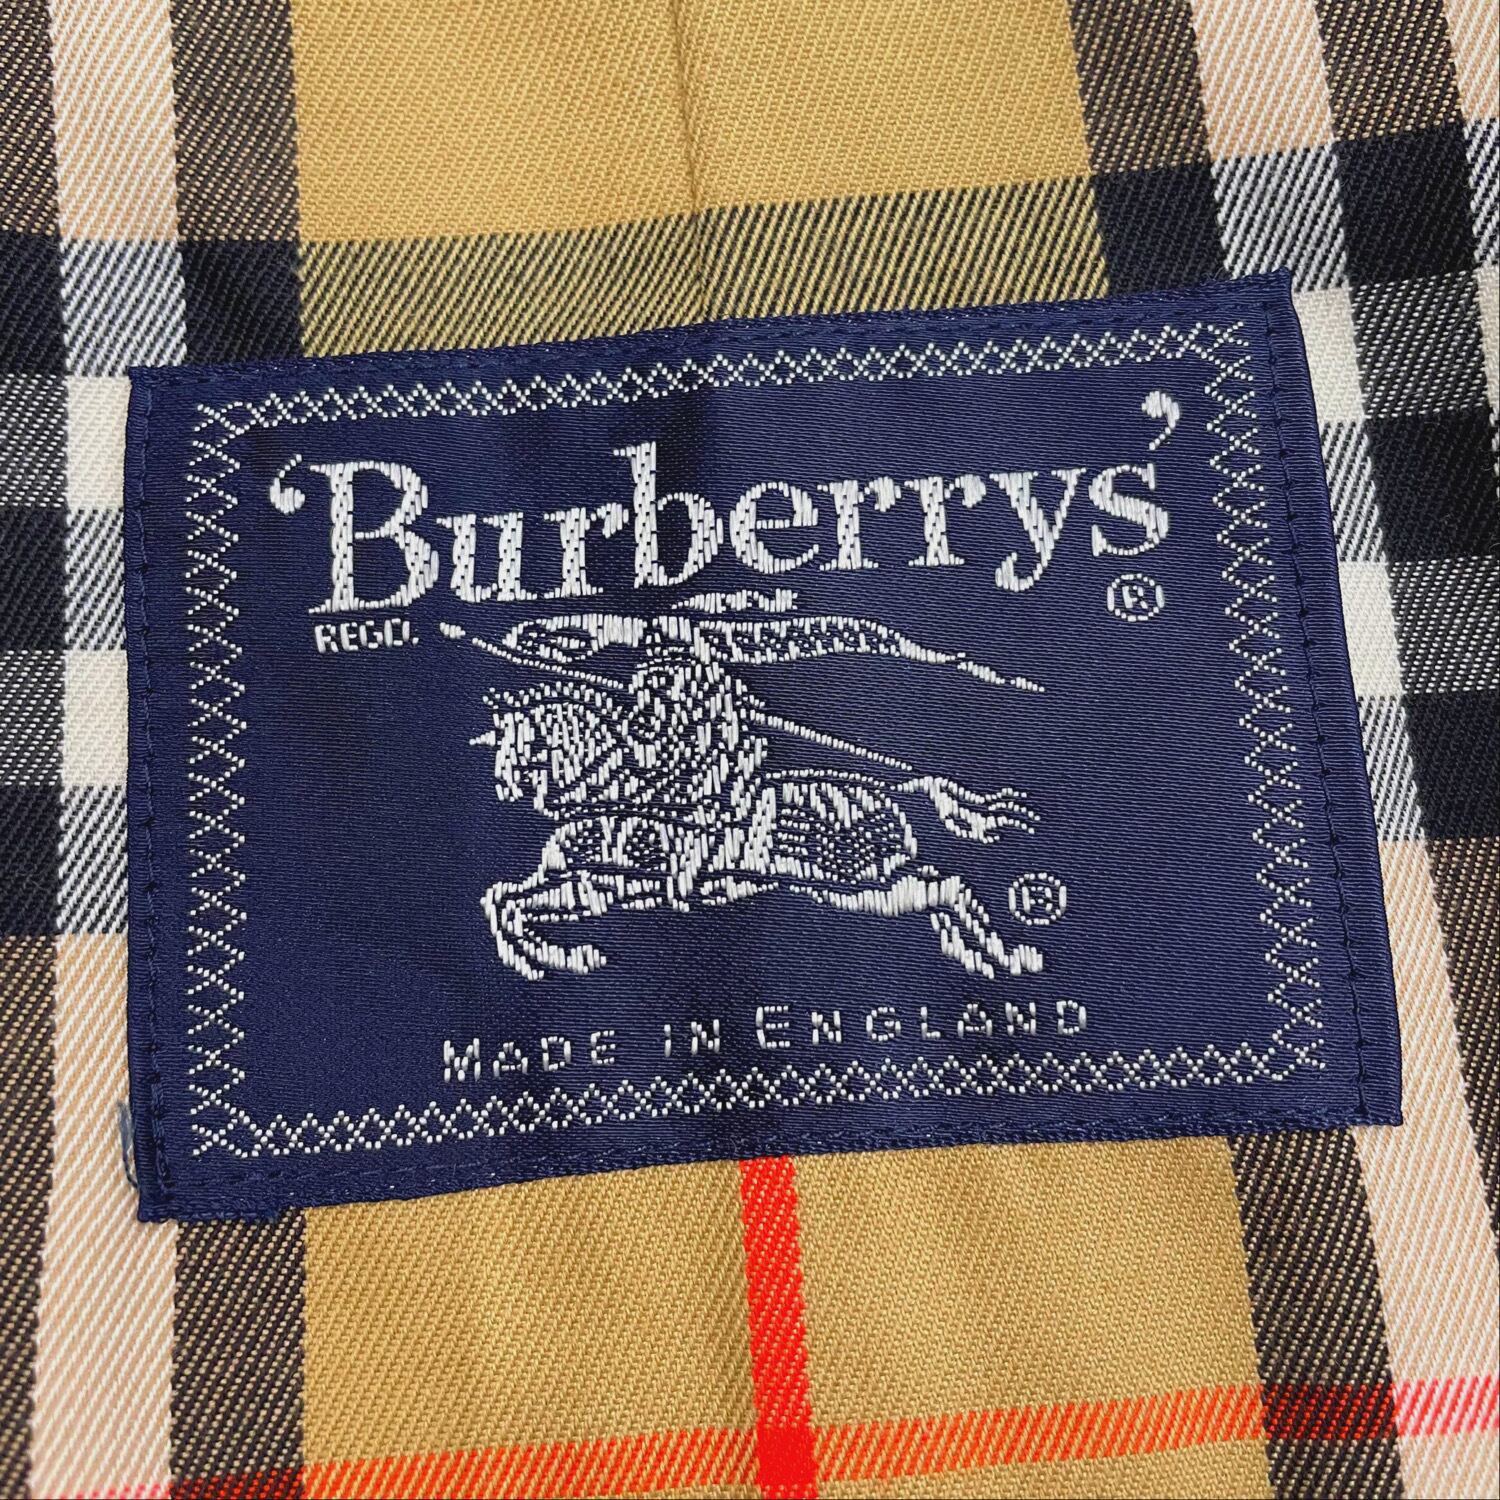 ‘Burberrys’
REGD. ®
®
MADE IN ENGLAND